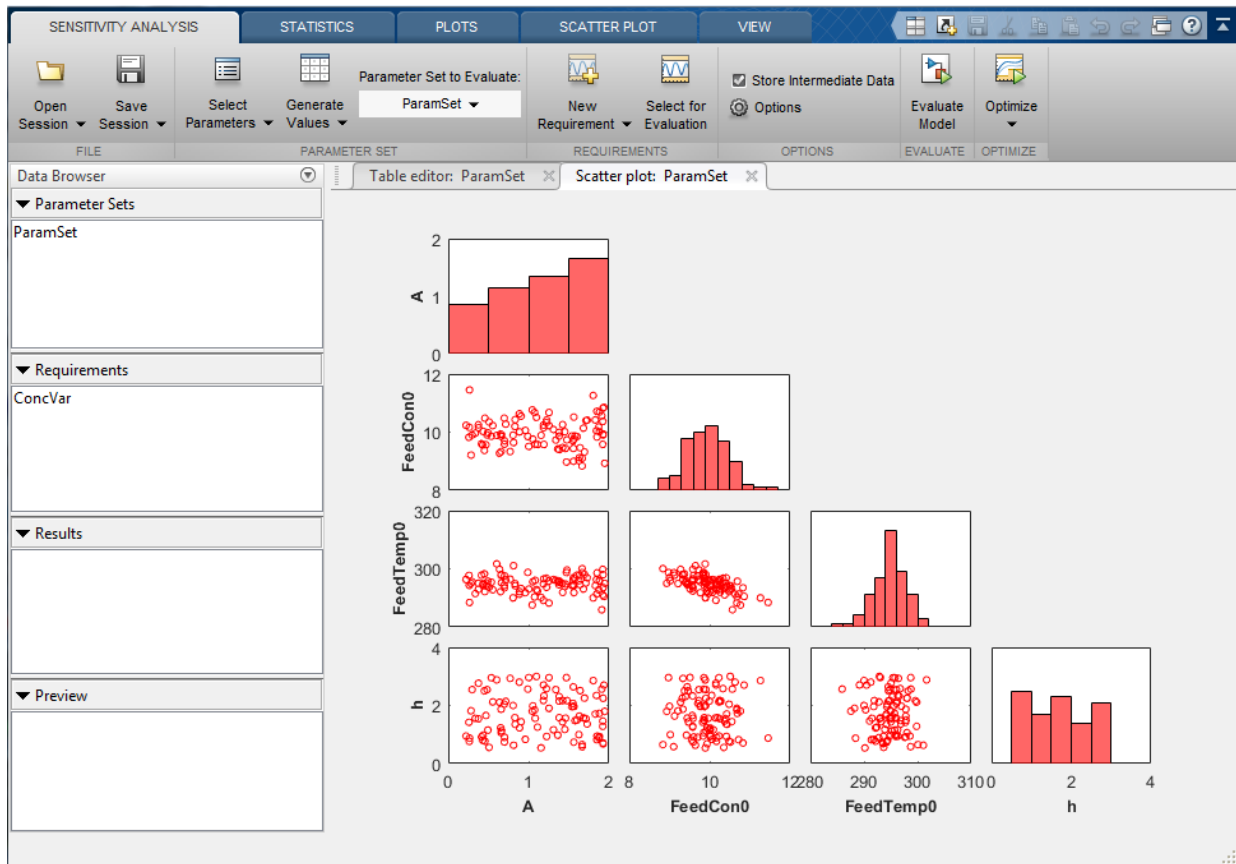 SENSITIVITY ANALYSIS STATISTICS PLOTS SCATTER PLOT VIEW
Open Session
Save Session
Select Parameters
Generate Values
Parameter Set to Evaluate:
ParamSet
New Requirement
Select for Evaluation
Store Intermediate Data
Options
Evaluate Model
Optimize
FILE PARAMETER SET REQUIREMENTS OPTIONS EVALUATE OPTIMIZE
Data Browser
Table editor: ParamSet
Scatter plot: ParamSet
Parameter Sets
ParamSet
Requirements
ConcVar
Results
Preview
2
A 1
0
12
FeedCon0 10
8
320
FeedTemp0 300
280
4
h 2
0
0 1 2 8 10 12 280 290 300 310 0 2 4
A FeedCon0 FeedTemp0 h